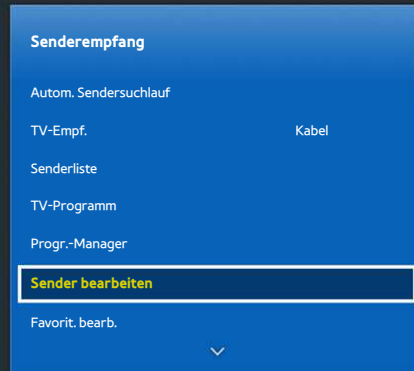 Senderempfang
Autom. Sendersuchlauf
TV-Empf. Kabel
Senderliste
TV-Programm
Progr.-Manager
Sender bearbeiten
Favorit. bearb.